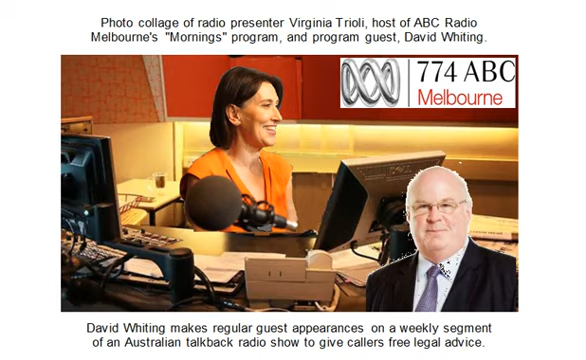 Photo collage of radio presenter Virginia Trioli, host of ABC Radio
Melbourne's "Mornings" program, and program guest, David Whiting.
774 ABC
Melbourne
David Whiting makes regular guest appearances on a weekly segment
of an Australian talkback radio show to give callers free legal advice.